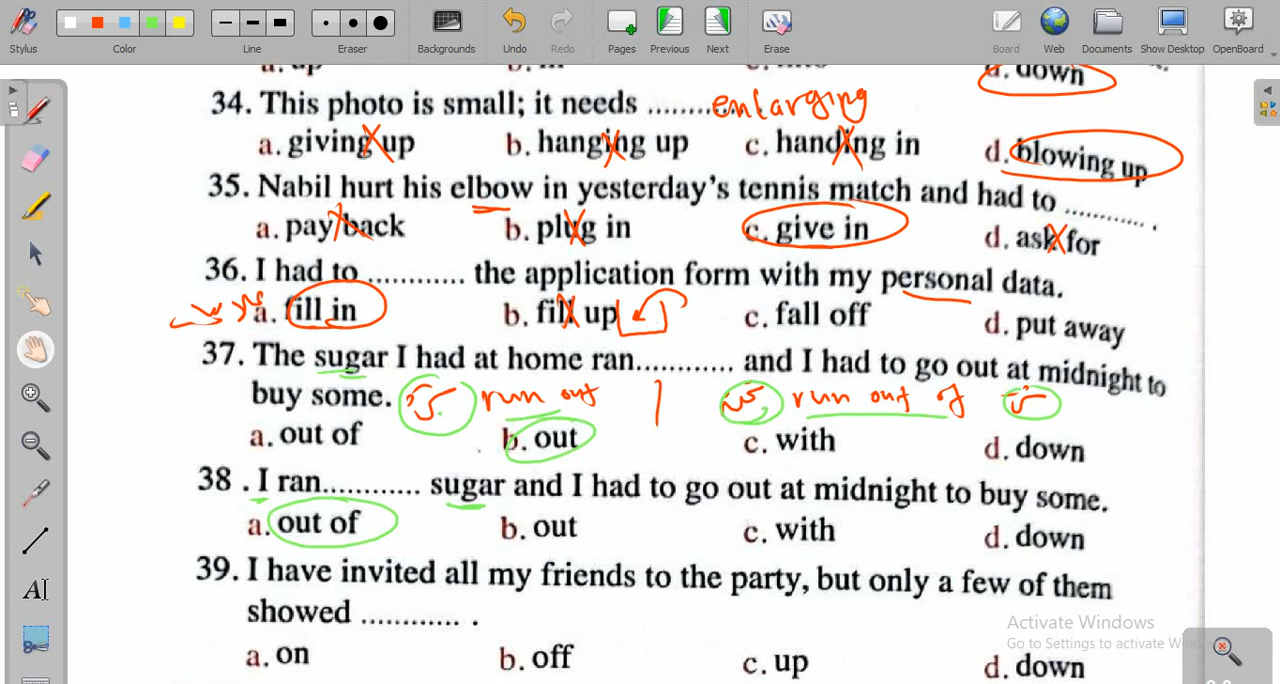 Stylus Color Line Eraser Backgrounds Undo Redo Pages Previous Next Erase Board Web Documents Show Desktop OpenBoard
d. down
34. This photo is small; it needs ............ enlarging
a. giving up b. hanging up c. handing in d. blowing up
35. Nabil hurt his elbow in yesterday's tennis match and had to ............ .
a. pay back b. plug in c. give in d. ask for
36. I had to ............ the application form with my personal data.
a. fill in b. fill up c. fall off d. put away
37. The sugar I had at home ran............ and I had to go out at midnight to
buy some. run out run out of
a. out of b. out c. with d. down
38 . I ran............ sugar and I had to go out at midnight to buy some.
a. out of b. out c. with d. down
39. I have invited all my friends to the party, but only a few of them
showed ............ .
Activate Windows
Go to Settings to activate
a. on b. off c. up d. down